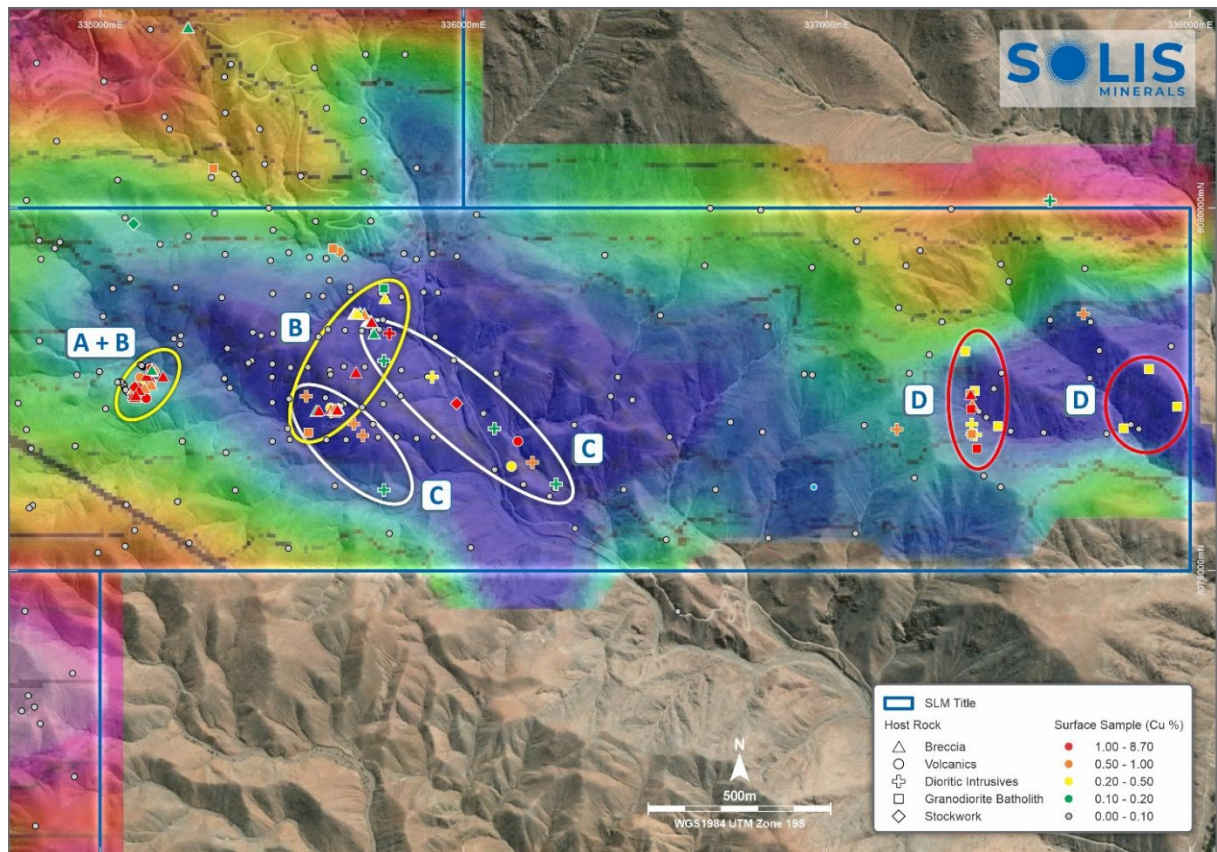 335000mE
336000mE
337000mE
338000mE
SOLIS
MINERALS
8080000mN
A + B
B
C
C
D
D
8079000mN
N
500m
WGS1984 UTM Zone 19S
SLM Title
Host Rock
Breccia
Volcanics
Dioritic Intrusives
Granodiorite Batholith
Stockwork
Surface Sample (Cu %)
1.00 - 8.70
0.50 - 1.00
0.20 - 0.50
0.10 - 0.20
0.00 - 0.10